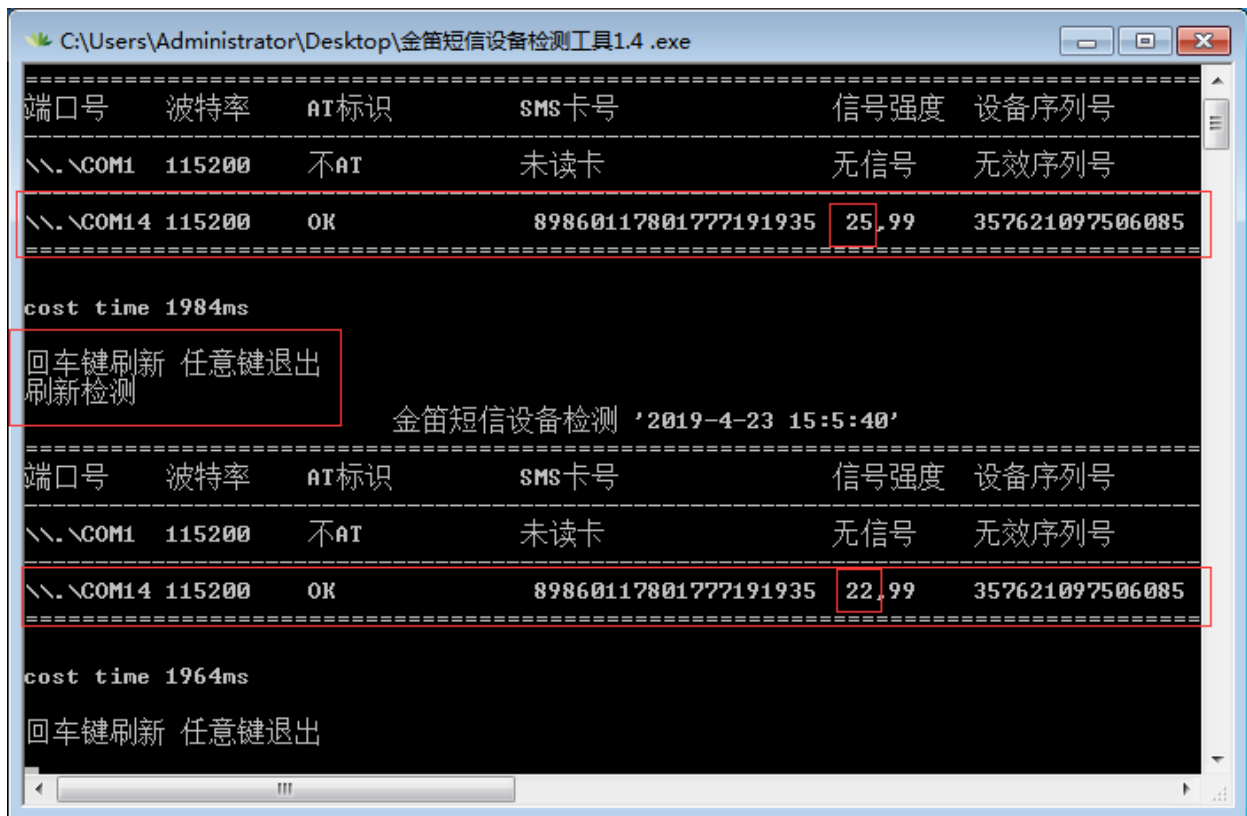 C:\Users\Administrator\Desktop\金笛短信设备检测工具1.4 .exe
端口号 波特率 AT标识 SMS卡号 信号强度 设备序列号
\\.\COM1 115200 不AT 未读卡 无信号 无效序列号
\\.\COM14 115200 OK 898601178017771919​35 25,99 357621097506085
cost time 1984ms
回车键刷新 任意键退出
刷新检测
金笛短信设备检测 '2019-4-23 15:5:40'
端口号 波特率 AT标识 SMS卡号 信号强度 设备序列号
\\.\COM1 115200 不AT 未读卡 无信号 无效序列号
\\.\COM14 115200 OK 89860117801777191935 22,99 357621097506085
cost time 1964ms
回车键刷新 任意键退出